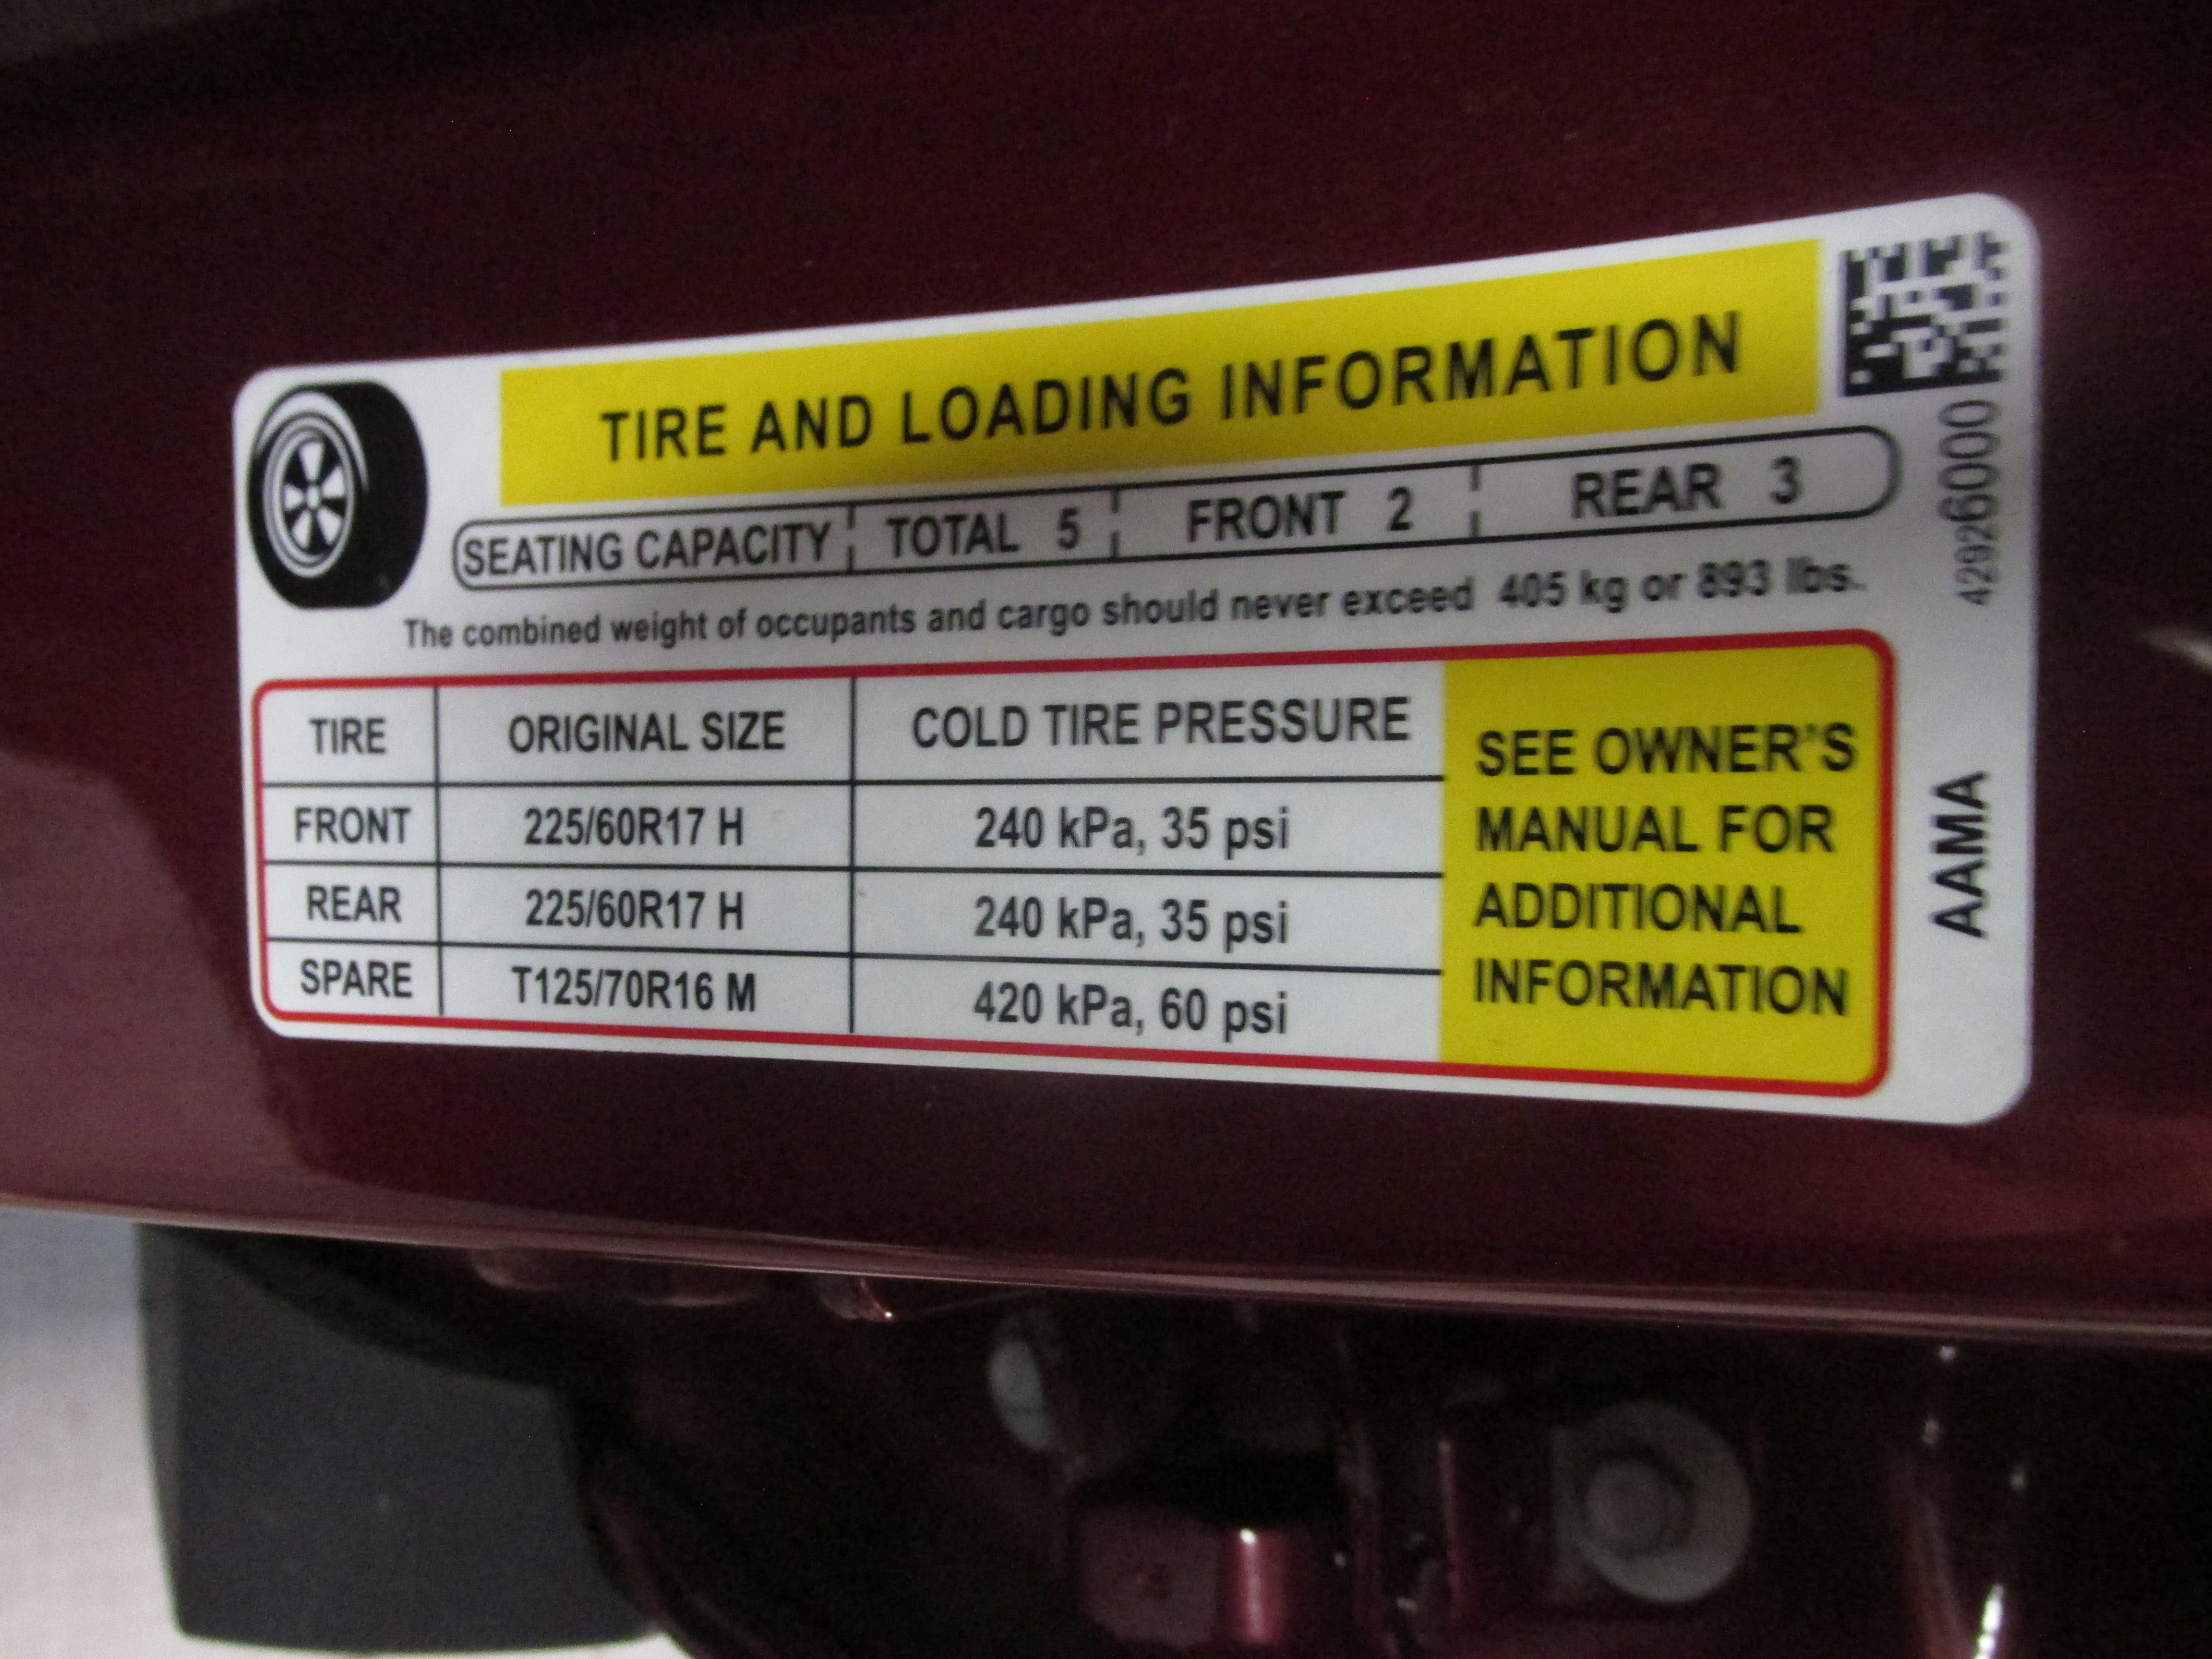 TIRE AND LOADING INFORMATION
SEATING CAPACITY TOTAL 5 FRONT 2 REAR 3
The combined weight of occupants and cargo should never exceed 405 kg or 893 lbs.
TIRE ORIGINAL SIZE COLD TIRE PRESSURE
FRONT 225/60R17 H 240 kPa, 35 psi
REAR 225/60R17 H 240 kPa, 35 psi
SPARE T125/70R16 M 420 kPa, 60 psi
SEE OWNER'S
MANUAL FOR
ADDITIONAL
INFORMATION
42926000
AAMA